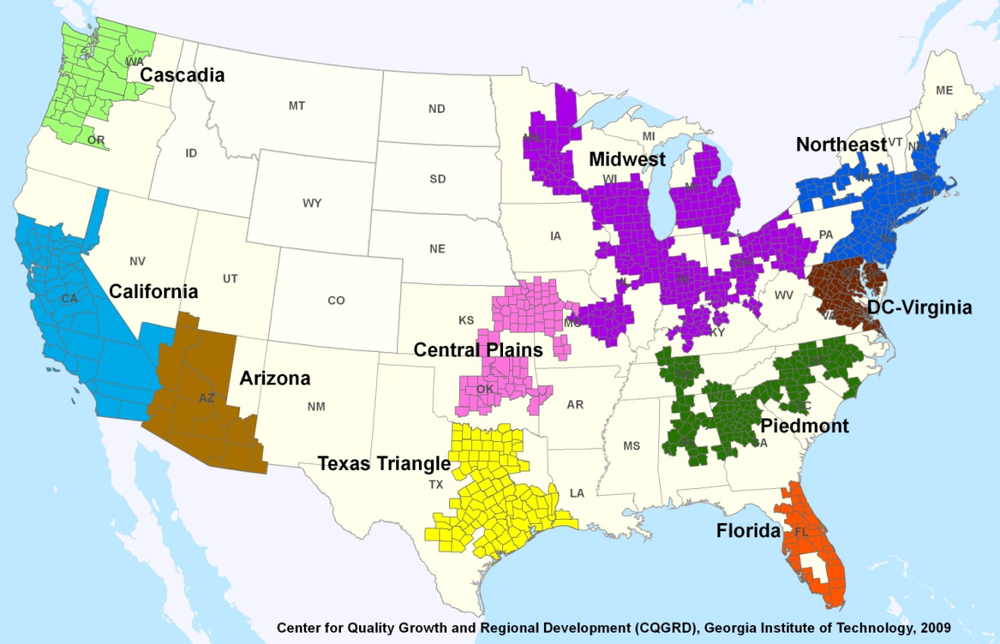 WA
Cascadia
MT
ND
ME
OR
ID
MI
Northeast
VT
Midwest
WI
SD
WY
IA
PA
NE
NV
UT
California
CA
CO
WV
KS
DC-Virginia
VA
MO
KY
Central Plains
Arizona
AZ
OK
NM
AR
Piedmont
MS
Texas Triangle
TX
LA
Florida
FL
Center for Quality Growth and Regional Development (CQGRD), Georgia Institute of Technology, 2009